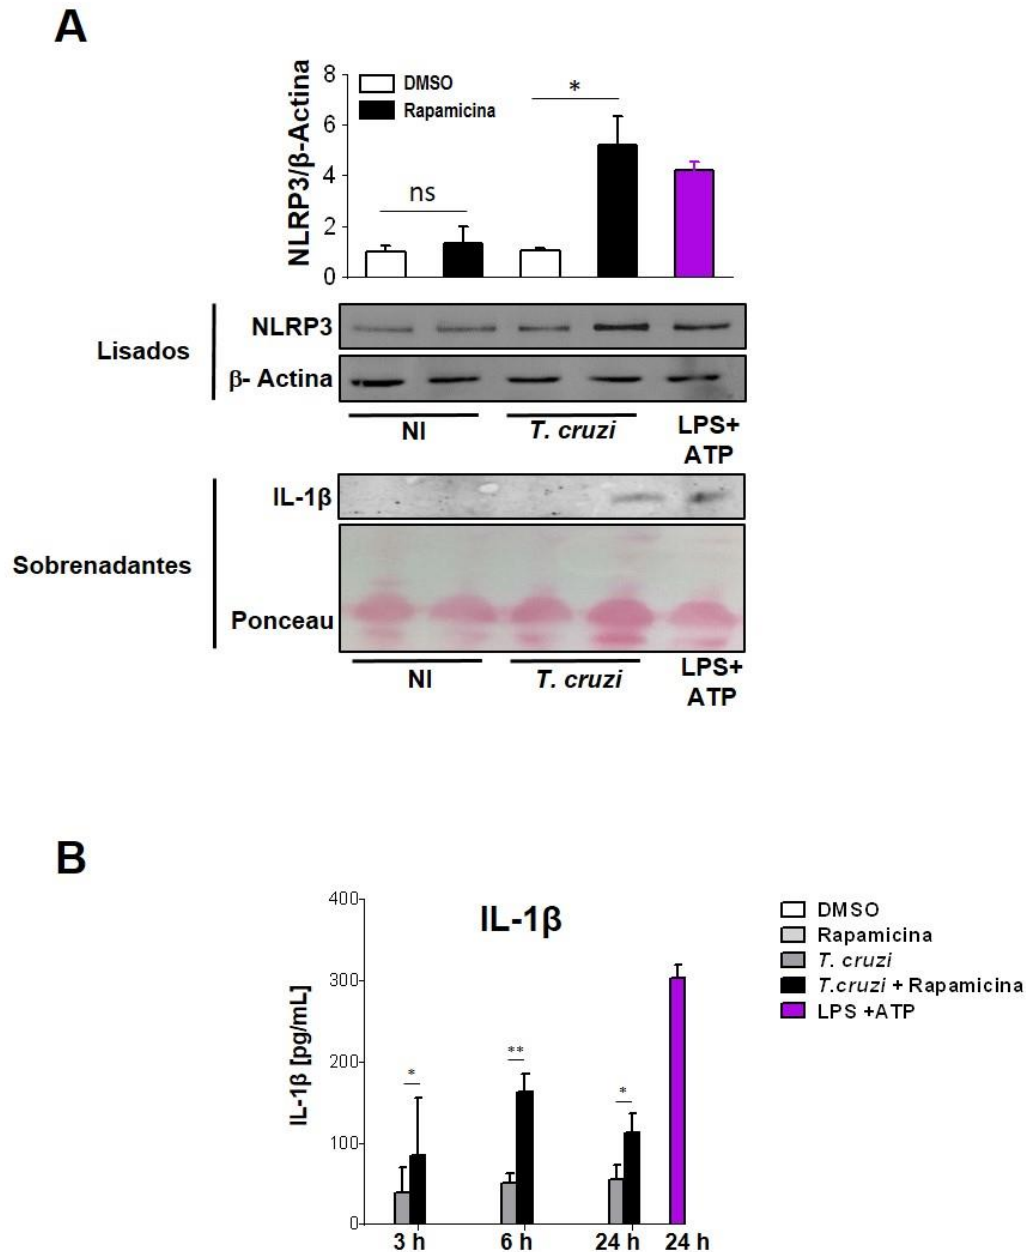 A
NLRP3/β-Actina
8
6
4
2
0
DMSO
Rapamicina
ns
*
Lisados
NLRP3
β- Actina
NI
T. cruzi
LPS+
ATP
Sobrenadantes
IL-1β
Ponceau
NI
T. cruzi
LPS+
ATP
B
IL-1β
IL-1β [pg/mL]
400
300
200
100
0
*
**
*
3 h
6 h
24 h
24 h
DMSO
Rapamicina
T. cruzi
T.cruzi + Rapamicina
LPS +ATP